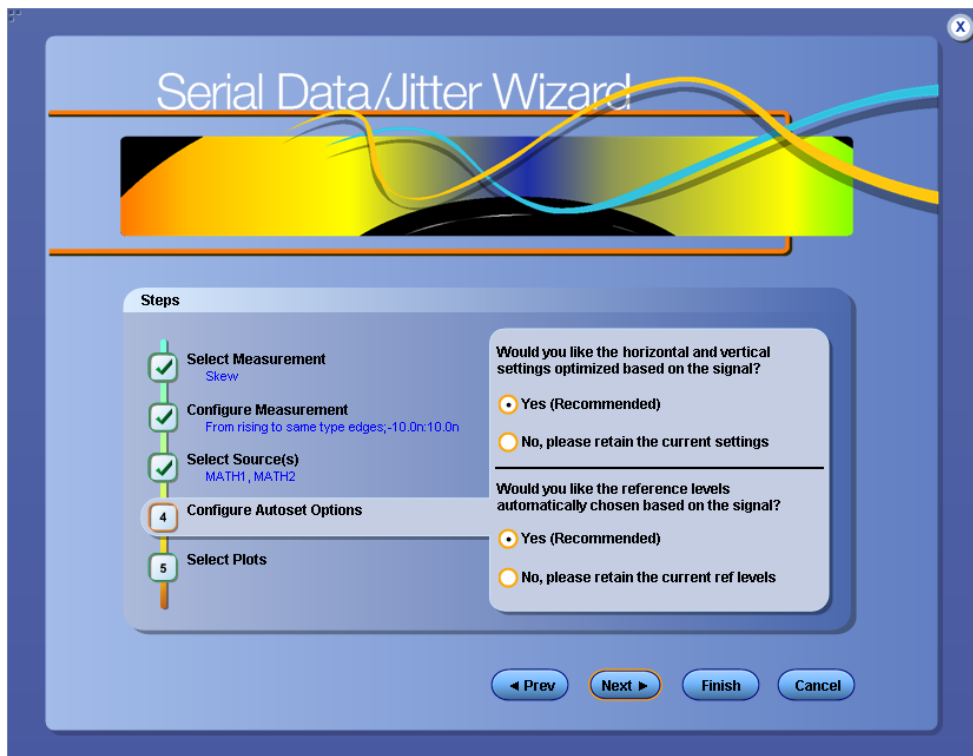 X
Serial Data/Jitter Wizard
Steps
Select Measurement
Skew
Configure Measurement
From rising to same type edges;-10.0n:10.0n
Select Source(s)
MATH1, MATH2
4
Configure Autoset Options
5
Select Plots
Would you like the horizontal and vertical
settings optimized based on the signal?
Yes (Recommended)
No, please retain the current settings
Would you like the reference levels
automatically chosen based on the signal?
Yes (Recommended)
No, please retain the current ref levels
◄ Prev
Next ►
Finish
Cancel